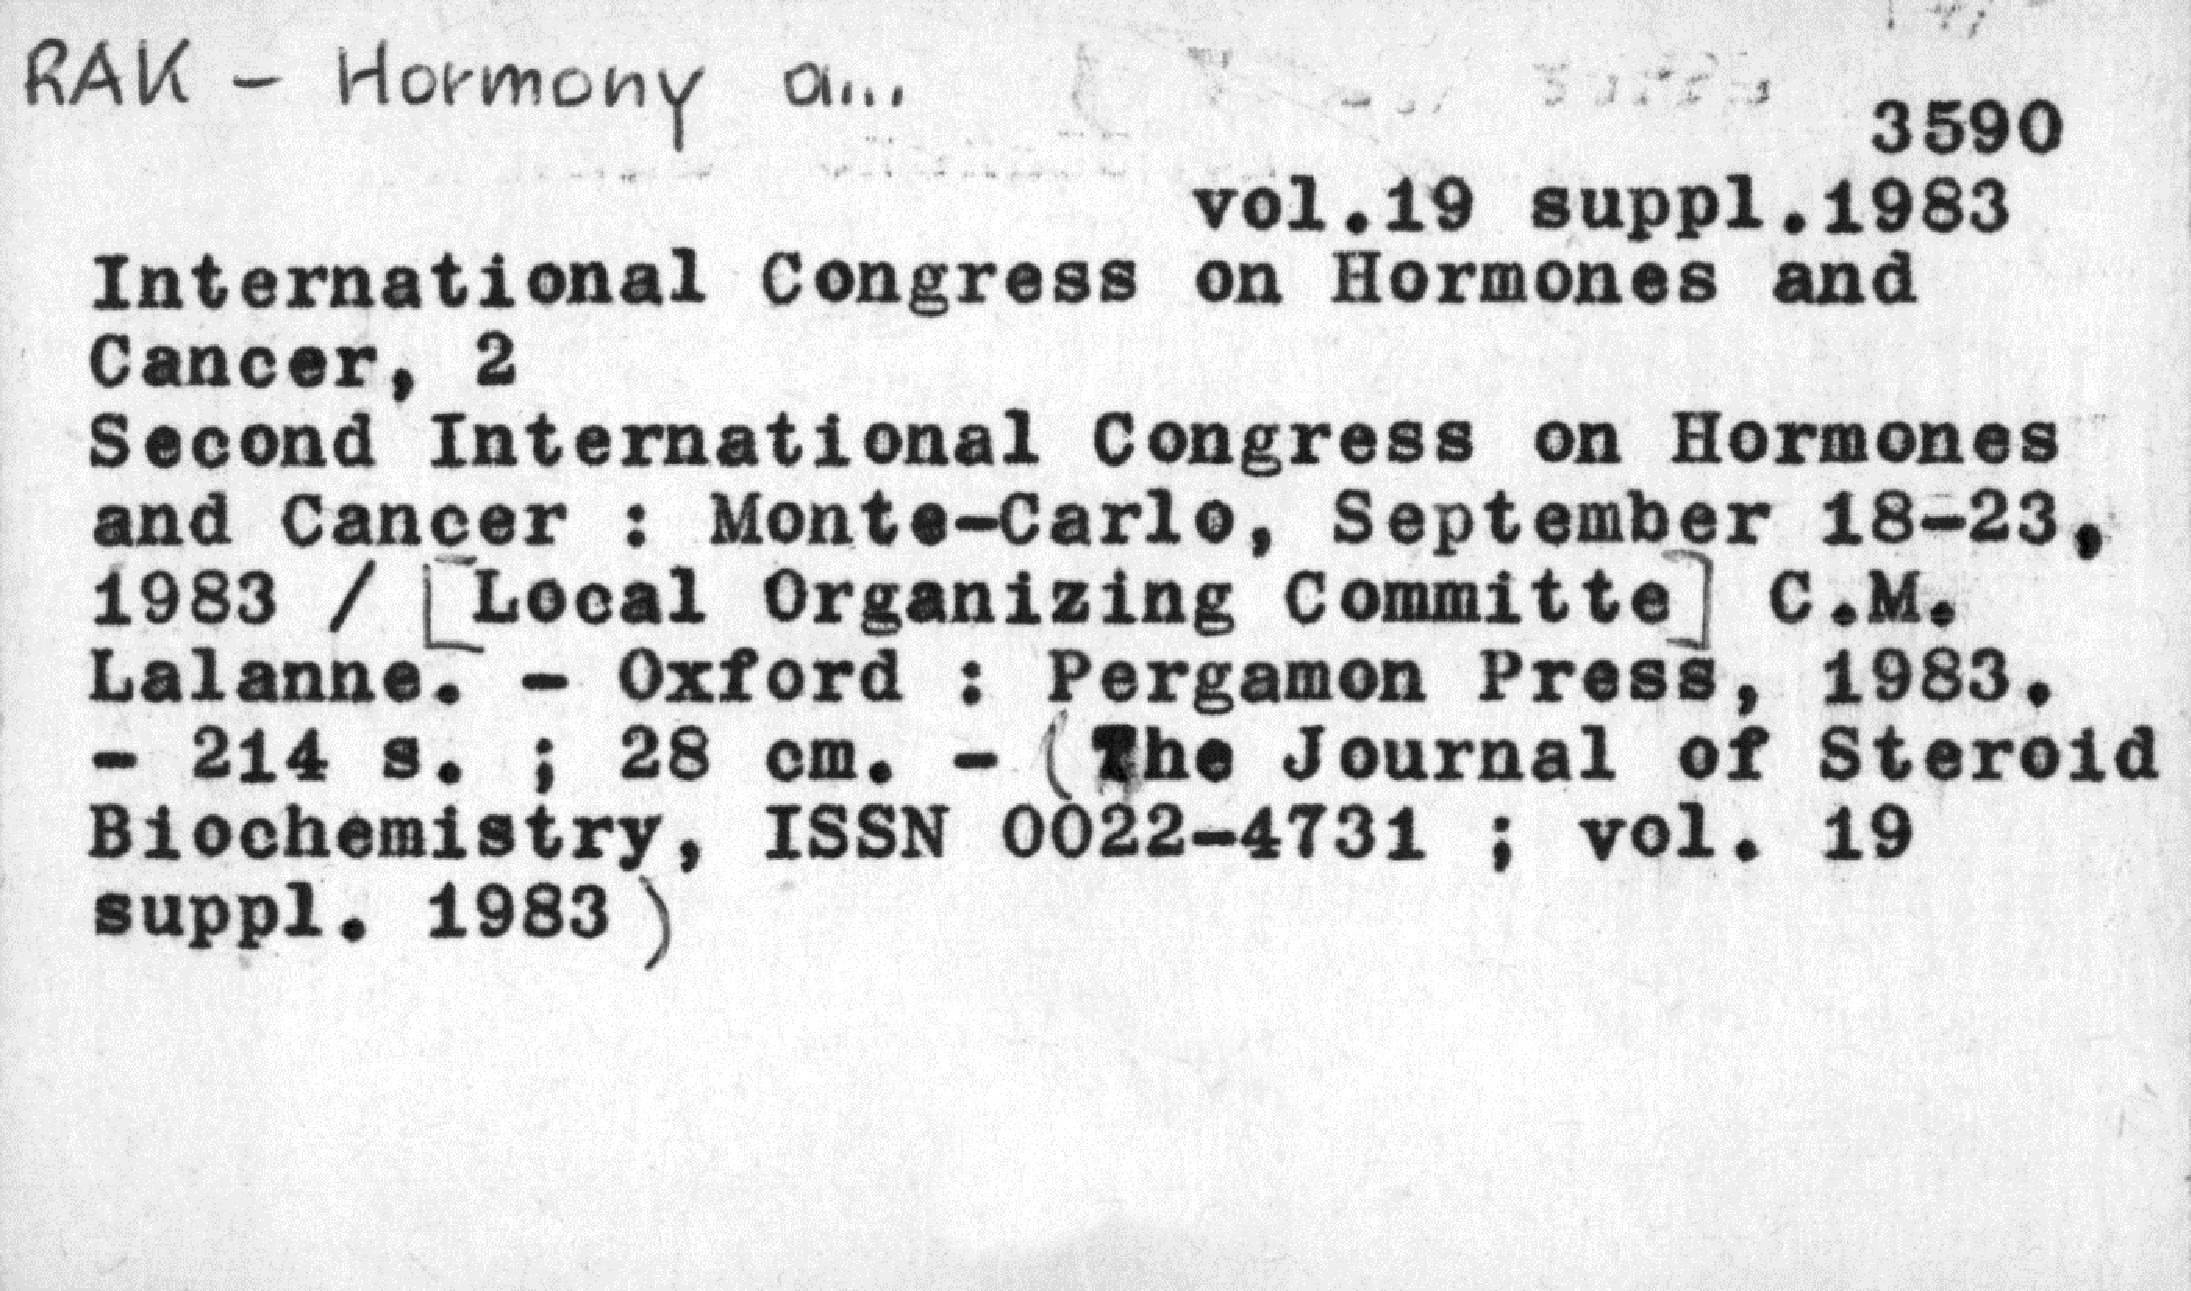 RAK - Hormony a...
3590
vol.19 suppl.1983
International Congress on Hormones and
Cancer, 2
Second International Congress on Hormones
and Cancer : Monte-Carlo, September 18-23,
1983 / [Local Organizing Committe] C.M.
Lalanne. - Oxford : Pergamon Press, 1983.
- 214 s. ; 28 cm. - (The Journal of Steroid
Biochemistry, ISSN 0022-4731 ; vol. 19
suppl. 1983)